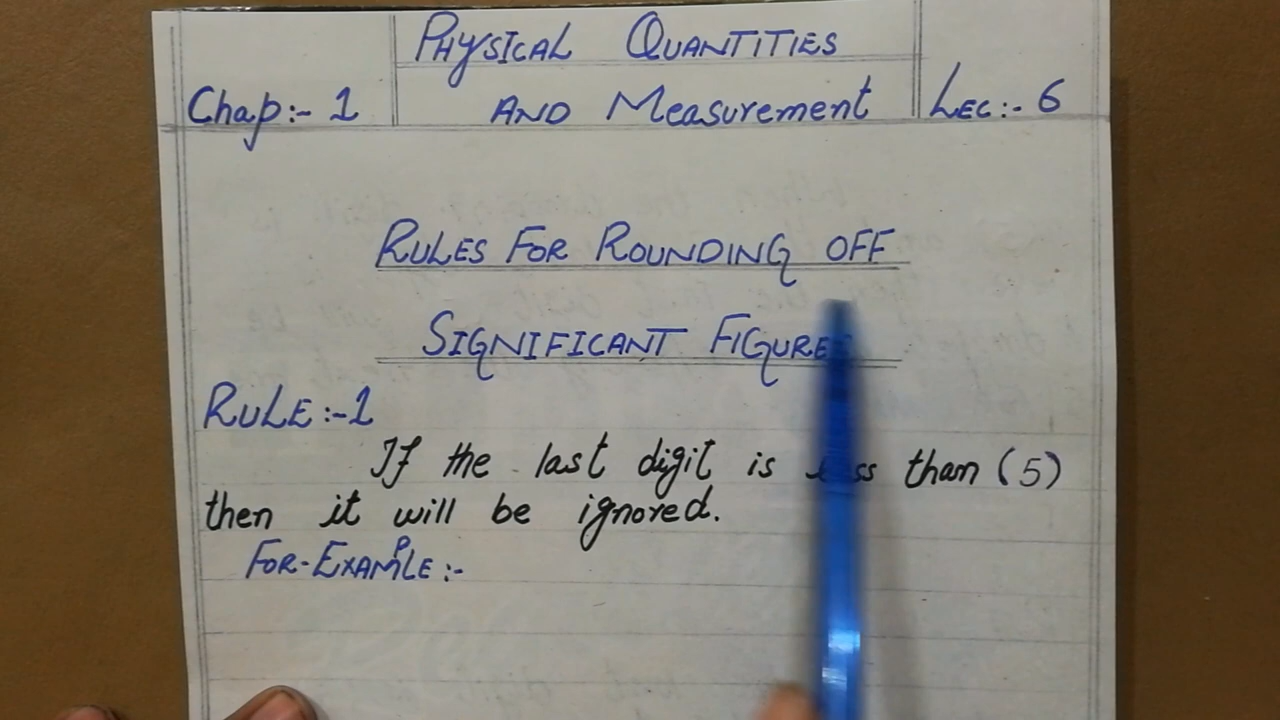 PHYSICAL QUANTITIES
Chap:- 1 AND Measurement LEC:- 6
RULES FOR ROUNDING OFF
SIGNIFICANT FIGURES
RULE:-1
If the last digit is less than (5)
then it will be ignored.
FOR-EXAMPLE:-